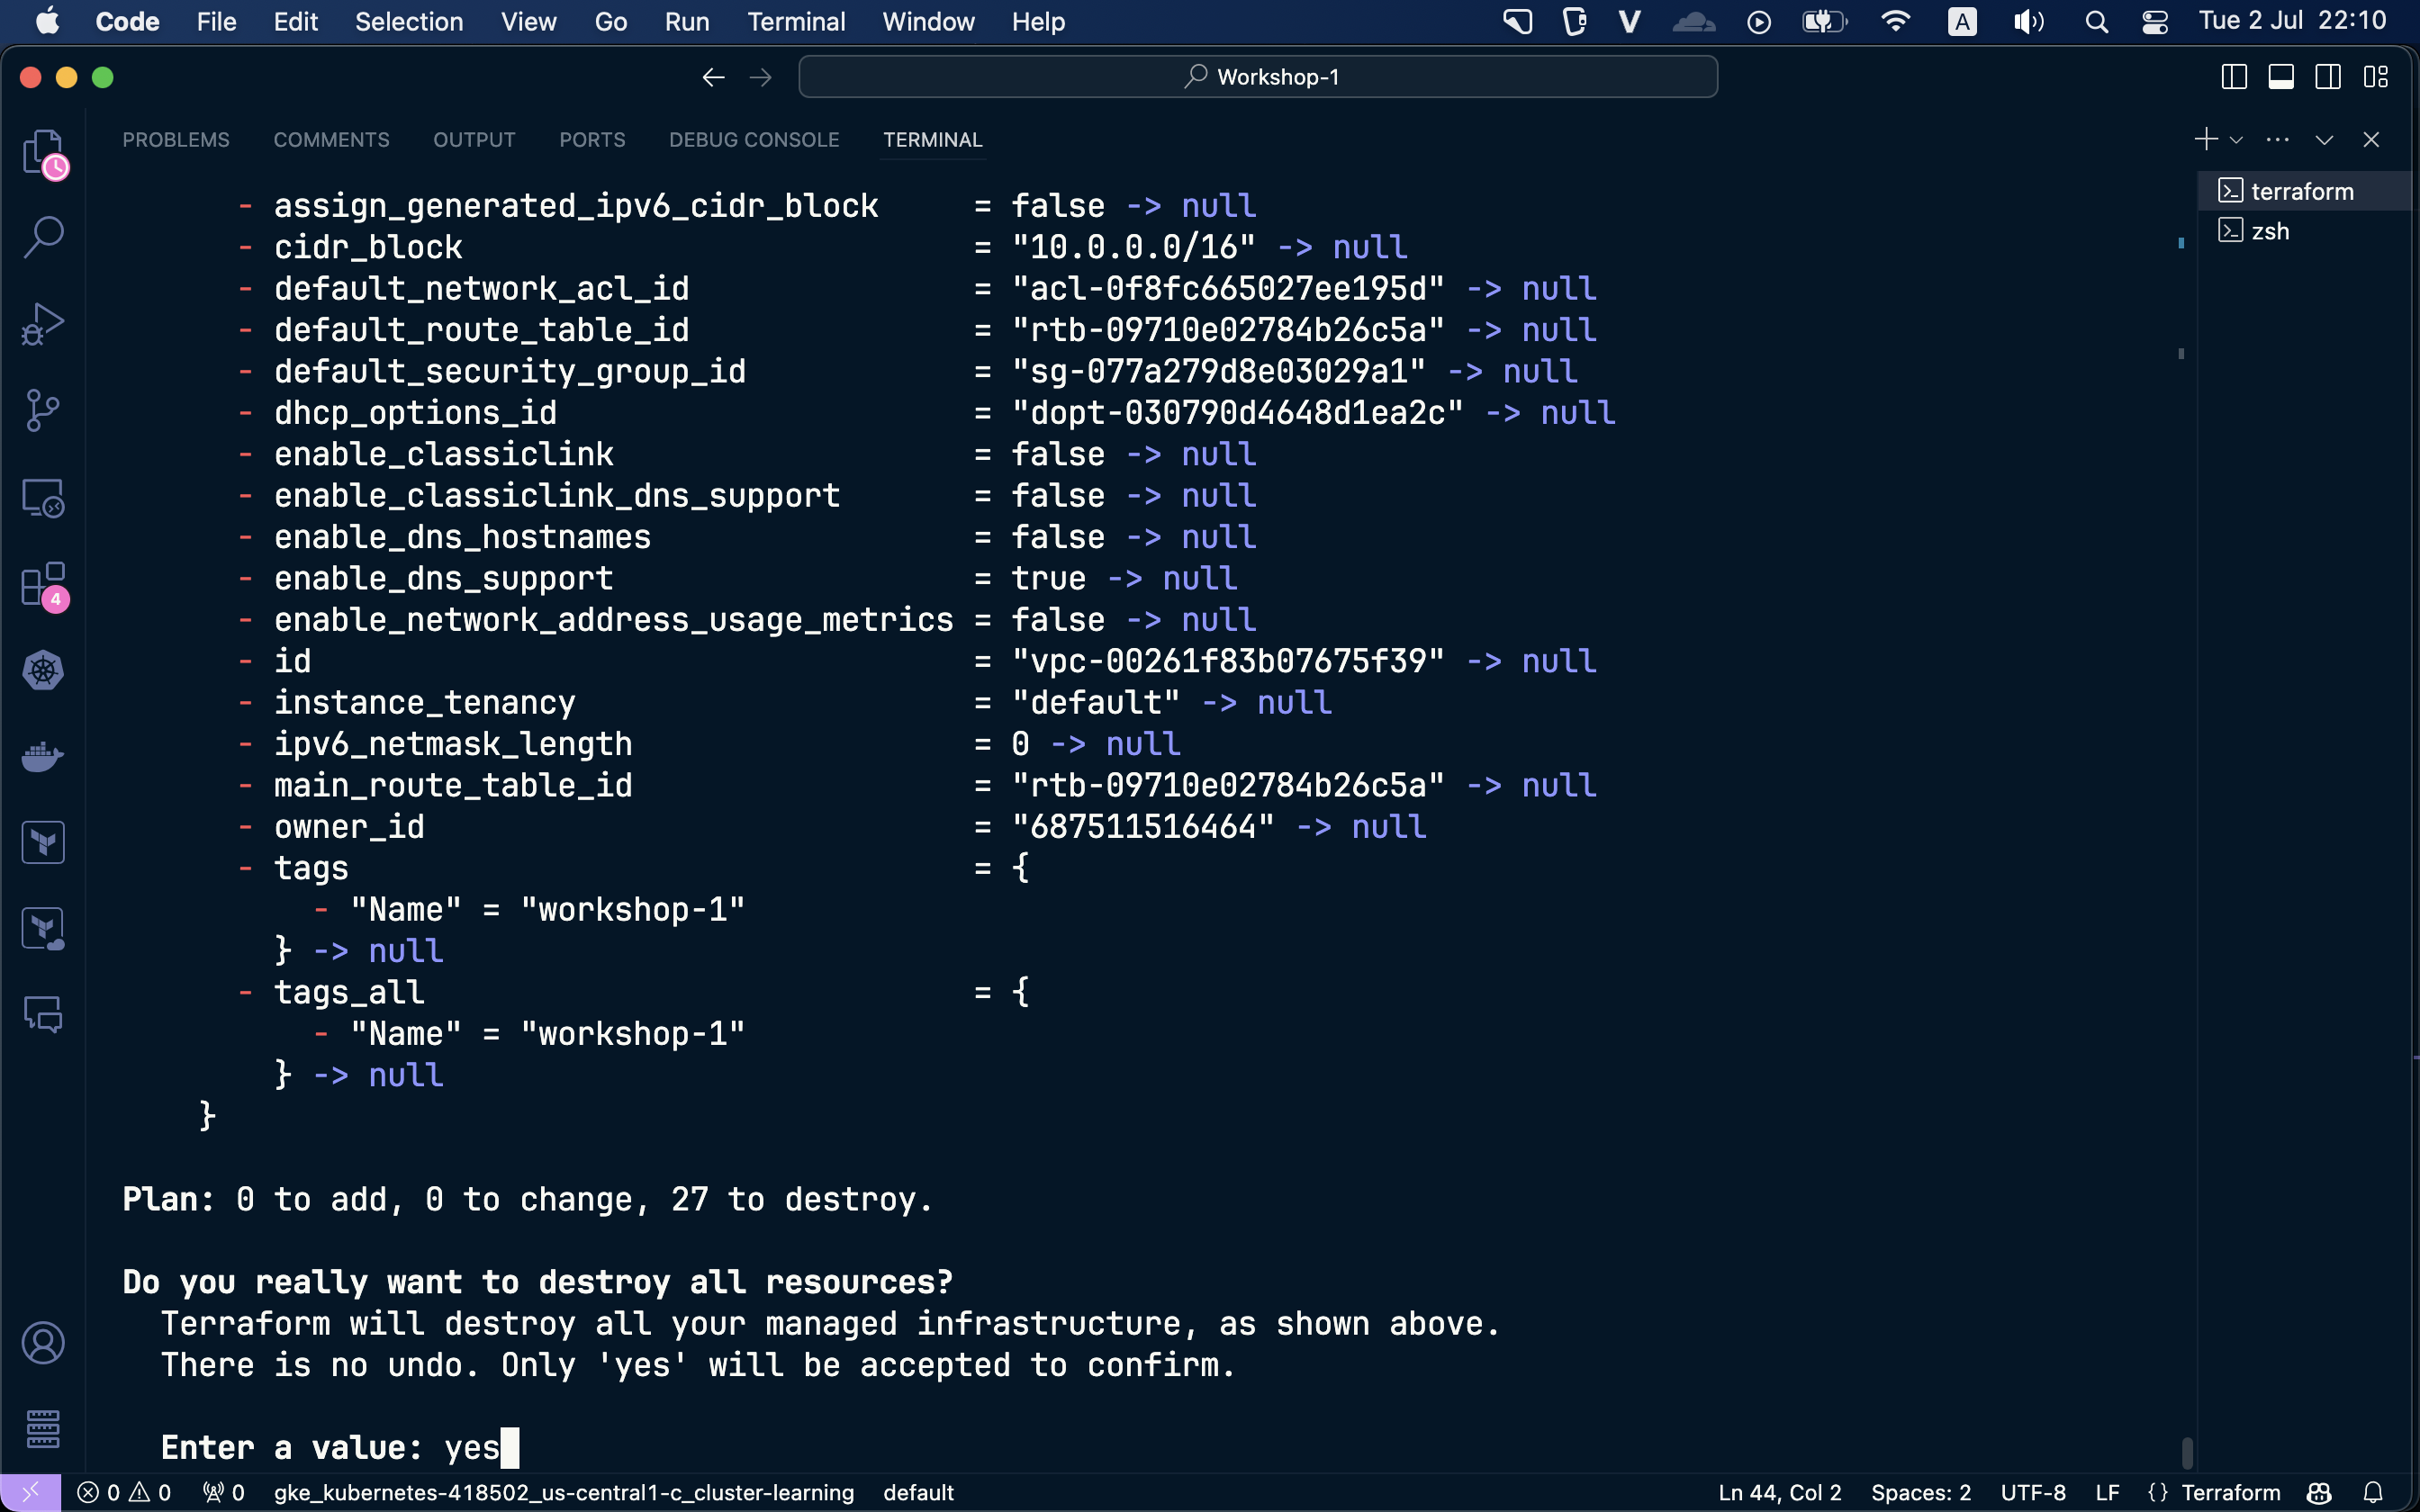 Code File Edit Selection View Go Run Terminal Window Help V A Tue 2 Jul 22:10
Workshop-1
PROBLEMS COMMENTS OUTPUT PORTS DEBUG CONSOLE TERMINAL
terraform
zsh
4
- assign_generated_ipv6_cidr_block = false -> null
- cidr_block = "10.0.0.0/16" -> null
- default_network_acl_id = "acl-0f8fc665027ee195d" -> null
- default_route_table_id = "rtb-09710e02784b26c5a" -> null
- default_security_group_id = "sg-077a279d8e03029a1" -> null
- dhcp_options_id = "dopt-030790d4648d1ea2c" -> null
- enable_classiclink = false -> null
- enable_classiclink_dns_support = false -> null
- enable_dns_hostnames = false -> null
- enable_dns_support = true -> null
- enable_network_address_usage_metrics = false -> null
- id = "vpc-00261f83b07675f39" -> null
- instance_tenancy = "default" -> null
- ipv6_netmask_length = 0 -> null
- main_route_table_id = "rtb-09710e02784b26c5a" -> null
- owner_id = "687511516464" -> null
- tags = {
- "Name" = "workshop-1"
} -> null
- tags_all = {
- "Name" = "workshop-1"
} -> null
}
Plan: 0 to add, 0 to change, 27 to destroy.
Do you really want to destroy all resources?
Terraform will destroy all your managed infrastructure, as shown above.
There is no undo. Only 'yes' will be accepted to confirm.
Enter a value: yes
0 0 0 gke_kubernetes-418502_us-central1-c_cluster-learning default Ln 44, Col 2 Spaces: 2 UTF-8 LF {} Terraform